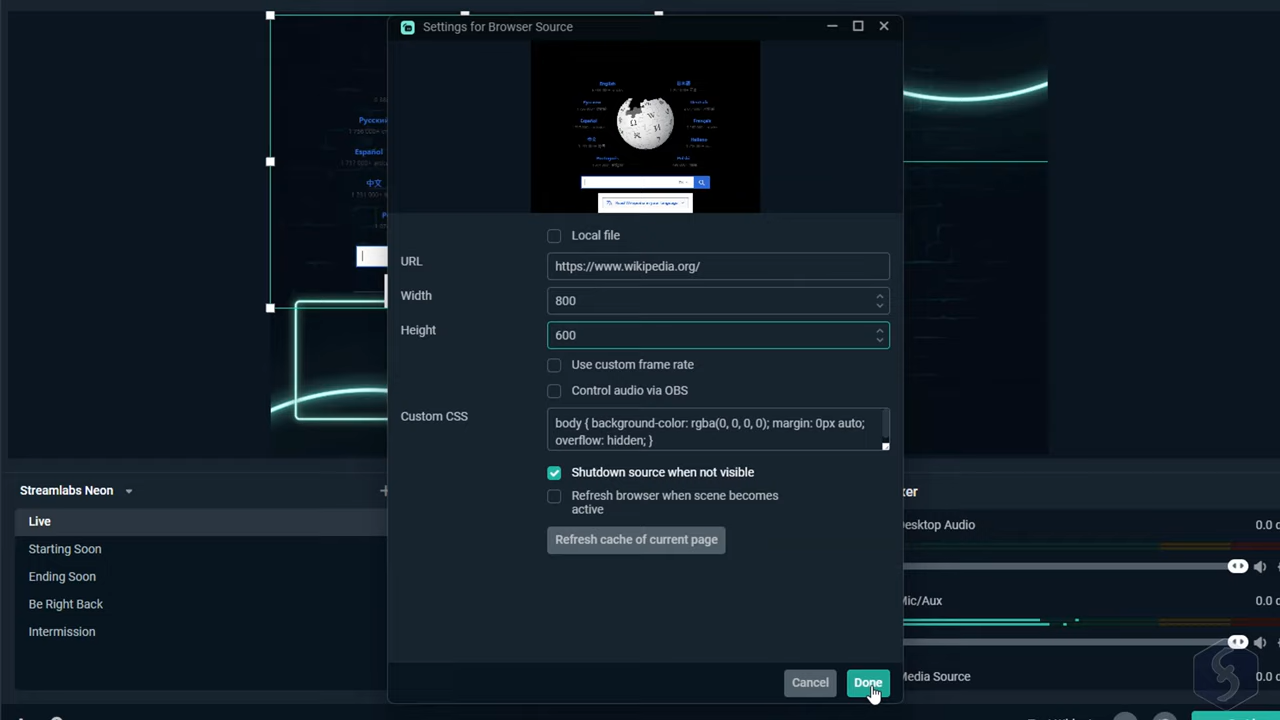 Settings for Browser Source
English
Русский
Español
中文
Local file
URL
https://www.wikipedia.org/
Width
800
Height
600
Use custom frame rate
Control audio via OBS
Custom CSS
body { background-color: rgba(0, 0, 0, 0); margin: 0px auto;
overflow: hidden; }
Shutdown source when not visible
Refresh browser when scene becomes
active
Refresh cache of current page
Cancel
Done
Streamlabs Neon
Live
Starting Soon
Ending Soon
Be Right Back
Intermission
xer
Desktop Audio
0.0 d
Mic/Aux
0.0 d
Media Source
0.0 d